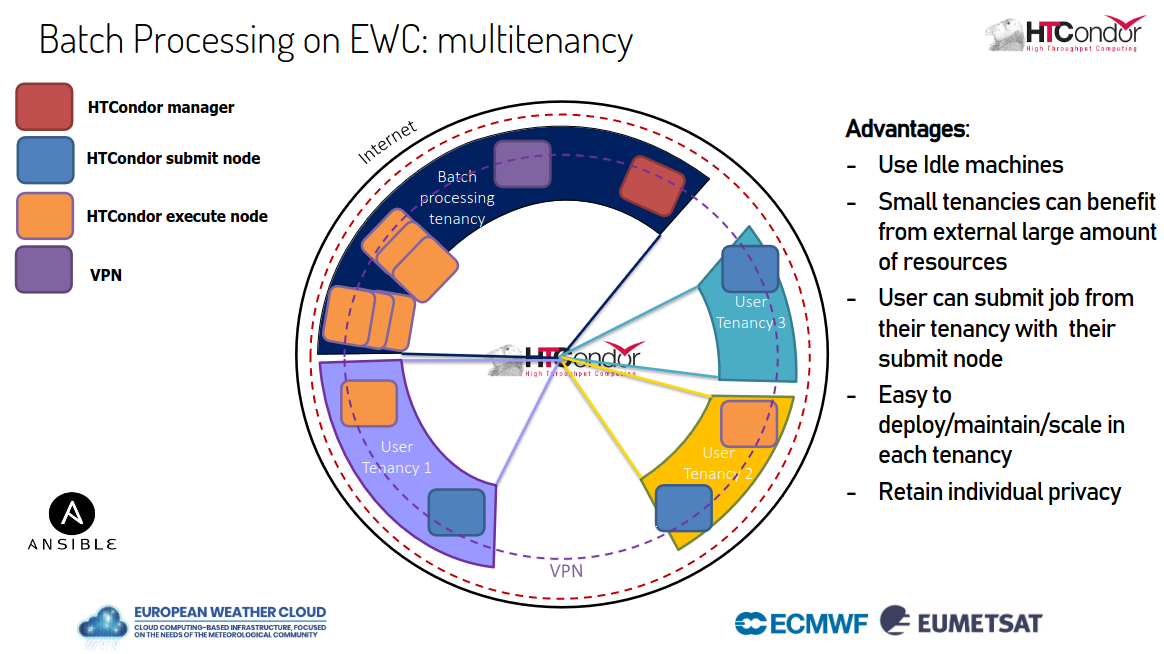 Batch Processing on EWC: multitenancy
HTCondor
High Throughput Computing
HTCondor manager
HTCondor submit node
HTCondor execute node
VPN
Internet
Batch
processing
tenancy
User
Tenancy 3
HTCondor
High Throughput Computing
User
Tenancy 1
User
Tenancy 2
VPN
Advantages:
- Use Idle machines
- Small tenancies can benefit
from external large amount
of resources
- User can submit job from
their tenancy with their
submit node
- Easy to
deploy/maintain/scale in
each tenancy
- Retain individual privacy
A
ANSIBLE
EUROPEAN WEATHER CLOUD
CLOUD COMPUTING-BASED INFRASTRUCTURE, FOCUSED
ON THE NEEDS OF THE METEOROLOGICAL COMMUNITY
ECMWF
EUMETSAT